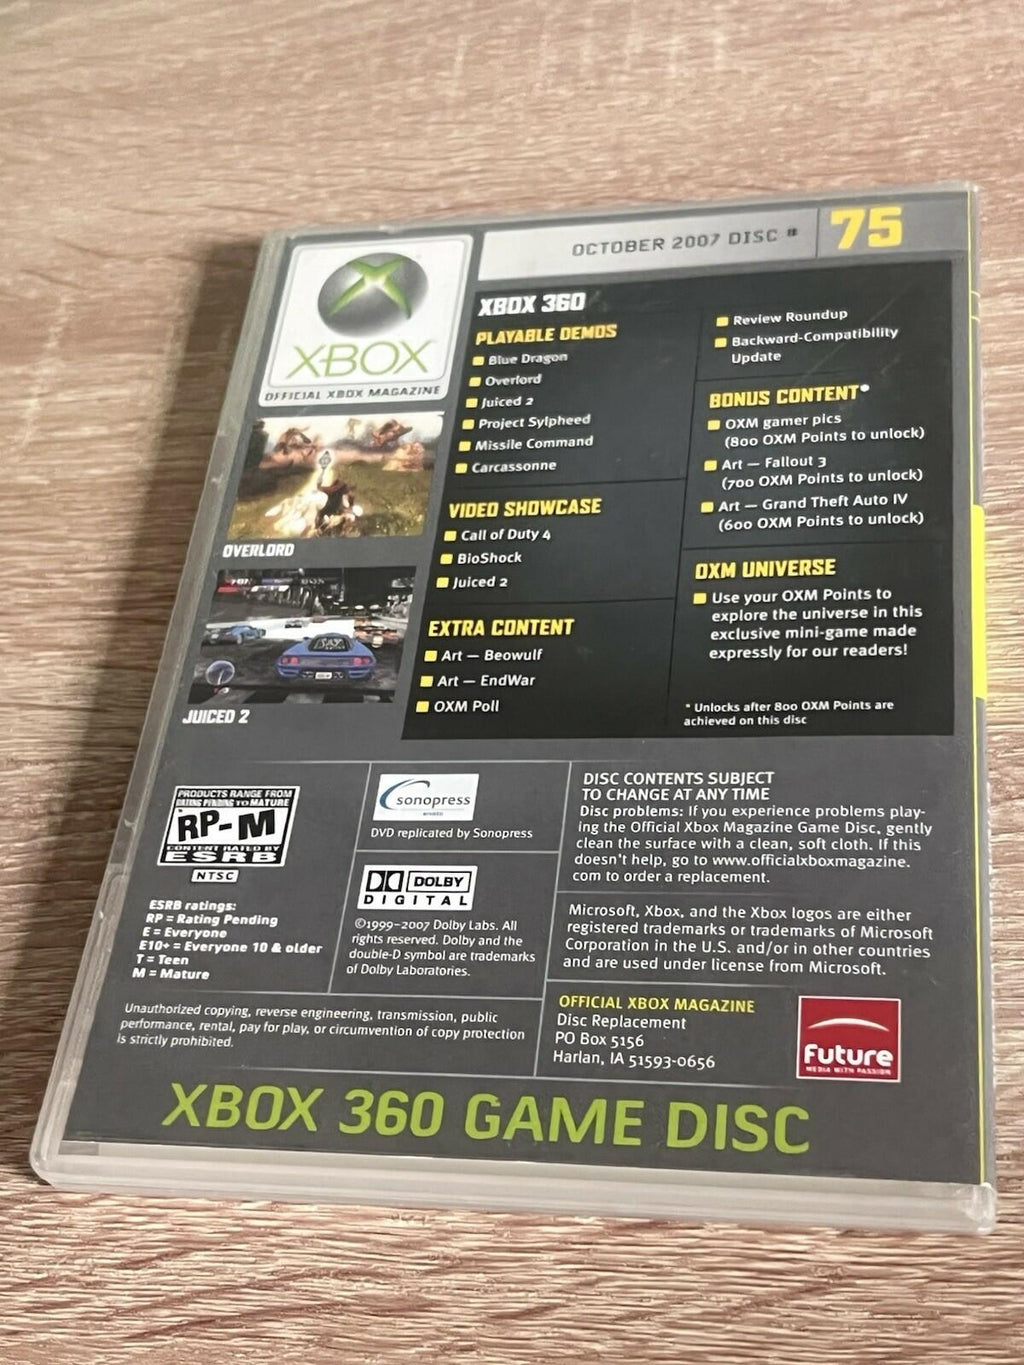 OCTOBER 2007 DISC # 75
XBOX
OFFICIAL XBOX MAGAZINE
OVERLORD
JUICED 2
XBOX 360
PLAYABLE DEMOS
Blue Dragon
Overlord
Juiced 2
Project Sylpheed
Missile Command
Carcassonne
VIDEO SHOWCASE
Call of Duty 4
BioShock
Juiced 2
EXTRA CONTENT
Art — Beowulf
Art — EndWar
OXM Poll
Review Roundup
Backward-Compatibility
Update
BONUS CONTENT*
OXM gamer pics
(800 OXM Points to unlock)
Art — Fallout 3
(700 OXM Points to unlock)
Art — Grand Theft Auto IV
(600 OXM Points to unlock)
OXM UNIVERSE
Use your OXM Points to
explore the universe in this
exclusive mini-game made
expressly for our readers!
* Unlocks after 800 OXM Points are
achieved on this disc
PRODUCTS RANGE FROM
RATING PENDING TO MATURE
RP-M
CONTENT RATED BY
ESRB
NTSC
ESRB ratings:
RP = Rating Pending
E = Everyone
E10+ = Everyone 10 & older
T = Teen
M = Mature
sonopress
DVD replicated by Sonopress
DOLBY
DIGITAL
©1999–2007 Dolby Labs. All
rights reserved. Dolby and the
double-D symbol are trademarks
of Dolby Laboratories.
DISC CONTENTS SUBJECT
TO CHANGE AT ANY TIME
Disc problems: If you experience problems play-
ing the Official Xbox Magazine Game Disc, gently
clean the surface with a clean, soft cloth. If this
doesn't help, go to www.officialxboxmagazine.
com to order a replacement.
Microsoft, Xbox, and the Xbox logos are either
registered trademarks or trademarks of Microsoft
Corporation in the U.S. and/or in other countries
and are used under license from Microsoft.
Unauthorized copying, reverse engineering, transmission, public
performance, rental, pay for play, or circumvention of copy protection
is strictly prohibited.
OFFICIAL XBOX MAGAZINE
Disc Replacement
PO Box 5156
Harlan, IA 51593-0656
Future
MEDIA WITH PASSION
XBOX 360 GAME DISC